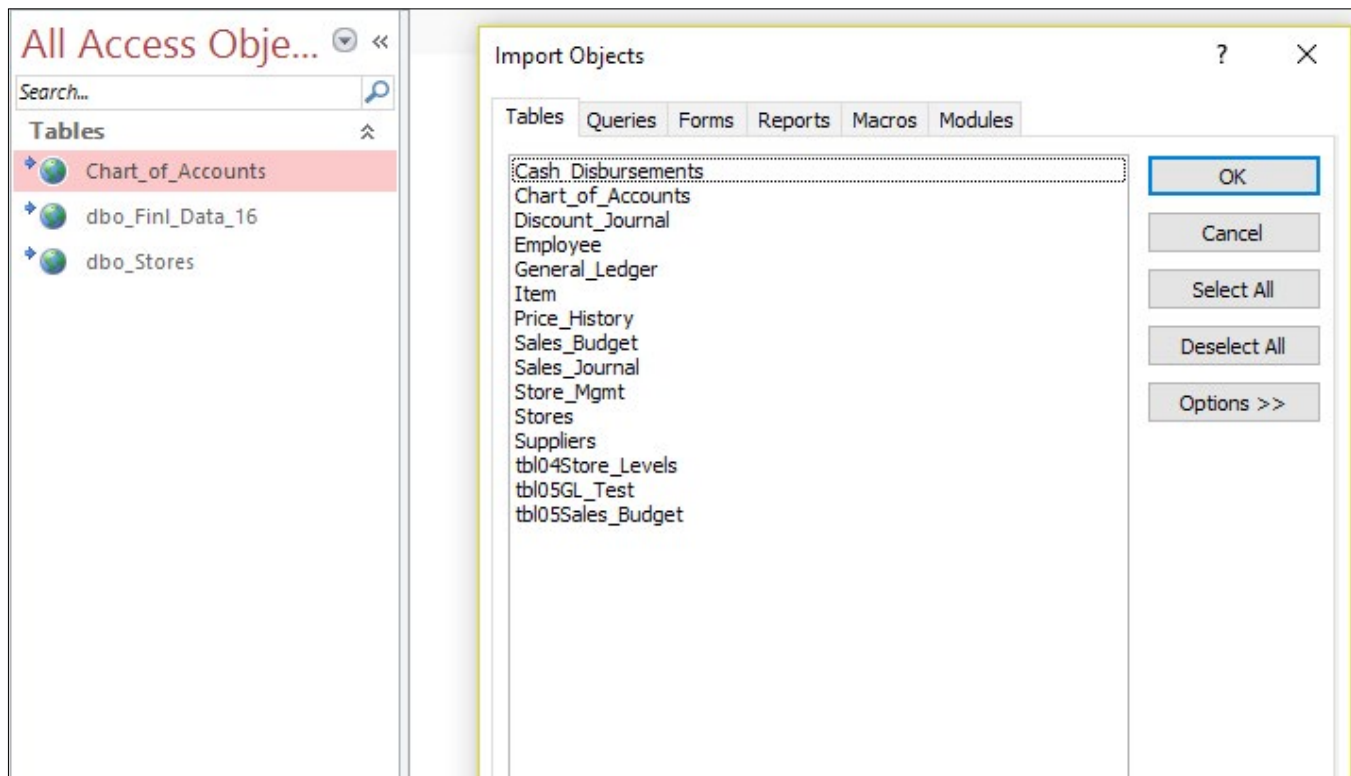 All Access Obje...
Search...
Tables
Chart_of_Accounts
dbo_Finl_Data_16
dbo_Stores
Import Objects
Tables Queries Forms Reports Macros Modules
Cash_Disbursements
Chart_of_Accounts
Discount_Journal
Employee
General_Ledger
Item
Price_History
Sales_Budget
Sales_Journal
Store_Mgmt
Stores
Suppliers
tbl04Store_Levels
tbl05GL_Test
tbl05Sales_Budget
OK
Cancel
Select All
Deselect All
Options >>